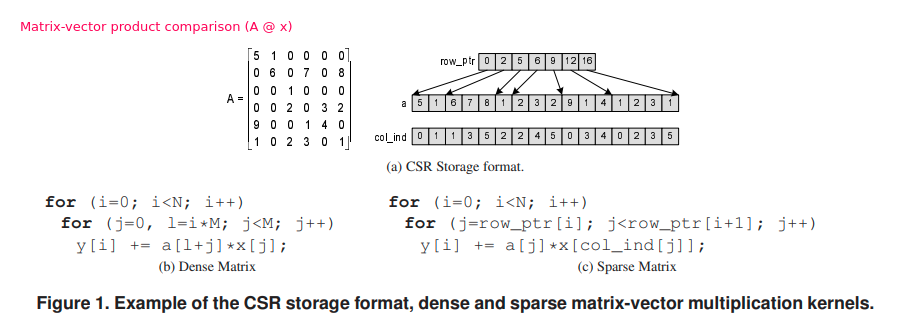 Matrix-vector product comparison (A @ x)
A =
5 1 0 0 0 0
0 6 0 7 0 8
0 0 1 0 0 0
0 0 2 0 3 2
9 0 0 1 4 0
1 0 2 3 0 1
row_ptr 0 2 5 6 9 12 16
a 5 1 6 7 8 1 2 3 2 9 1 4 1 2 3 1
col_ind 0 1 1 3 5 2 2 4 5 0 3 4 0 2 3 5
(a) CSR Storage format.
for (i=0; i<N; i++)
for (j=0, l=i*M; j<M; j++)
y[i] += a[l+j]*x[j];
(b) Dense Matrix
for (i=0; i<N; i++)
for (j=row_ptr[i]; j<row_ptr[i+1]; j++)
y[i] += a[j]*x[col_ind[j]];
(c) Sparse Matrix
Figure 1. Example of the CSR storage format, dense and sparse matrix-vector multiplication kernels.